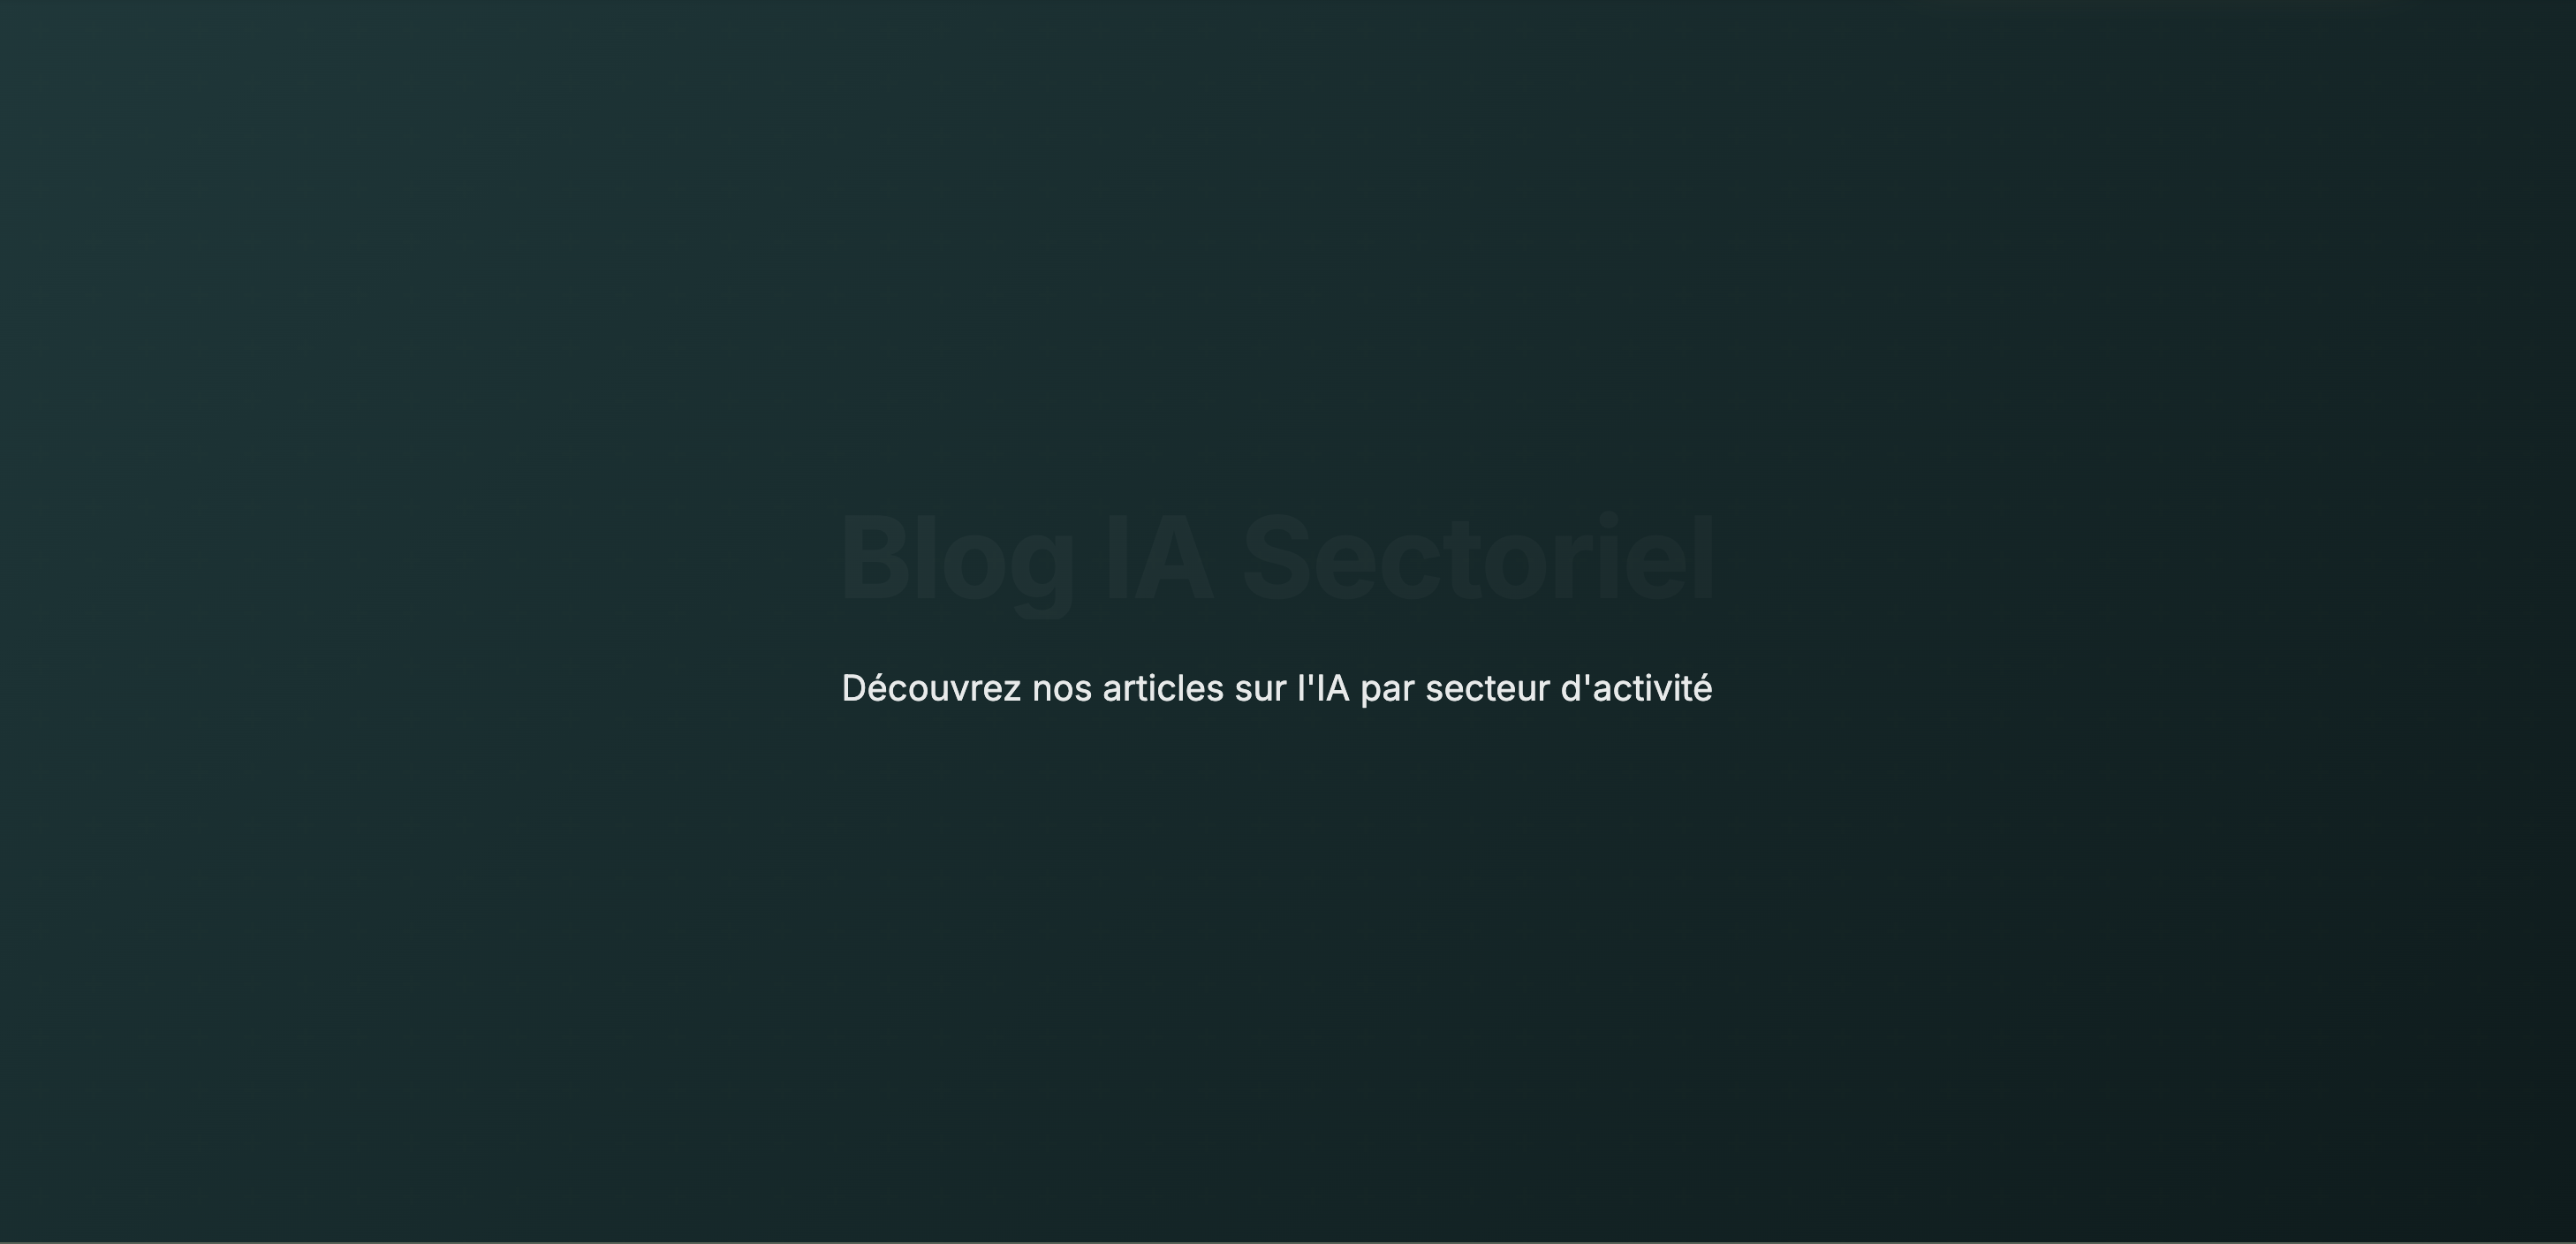 Blog IA Sectoriel
Découvrez nos articles sur l'IA par secteur d'activité